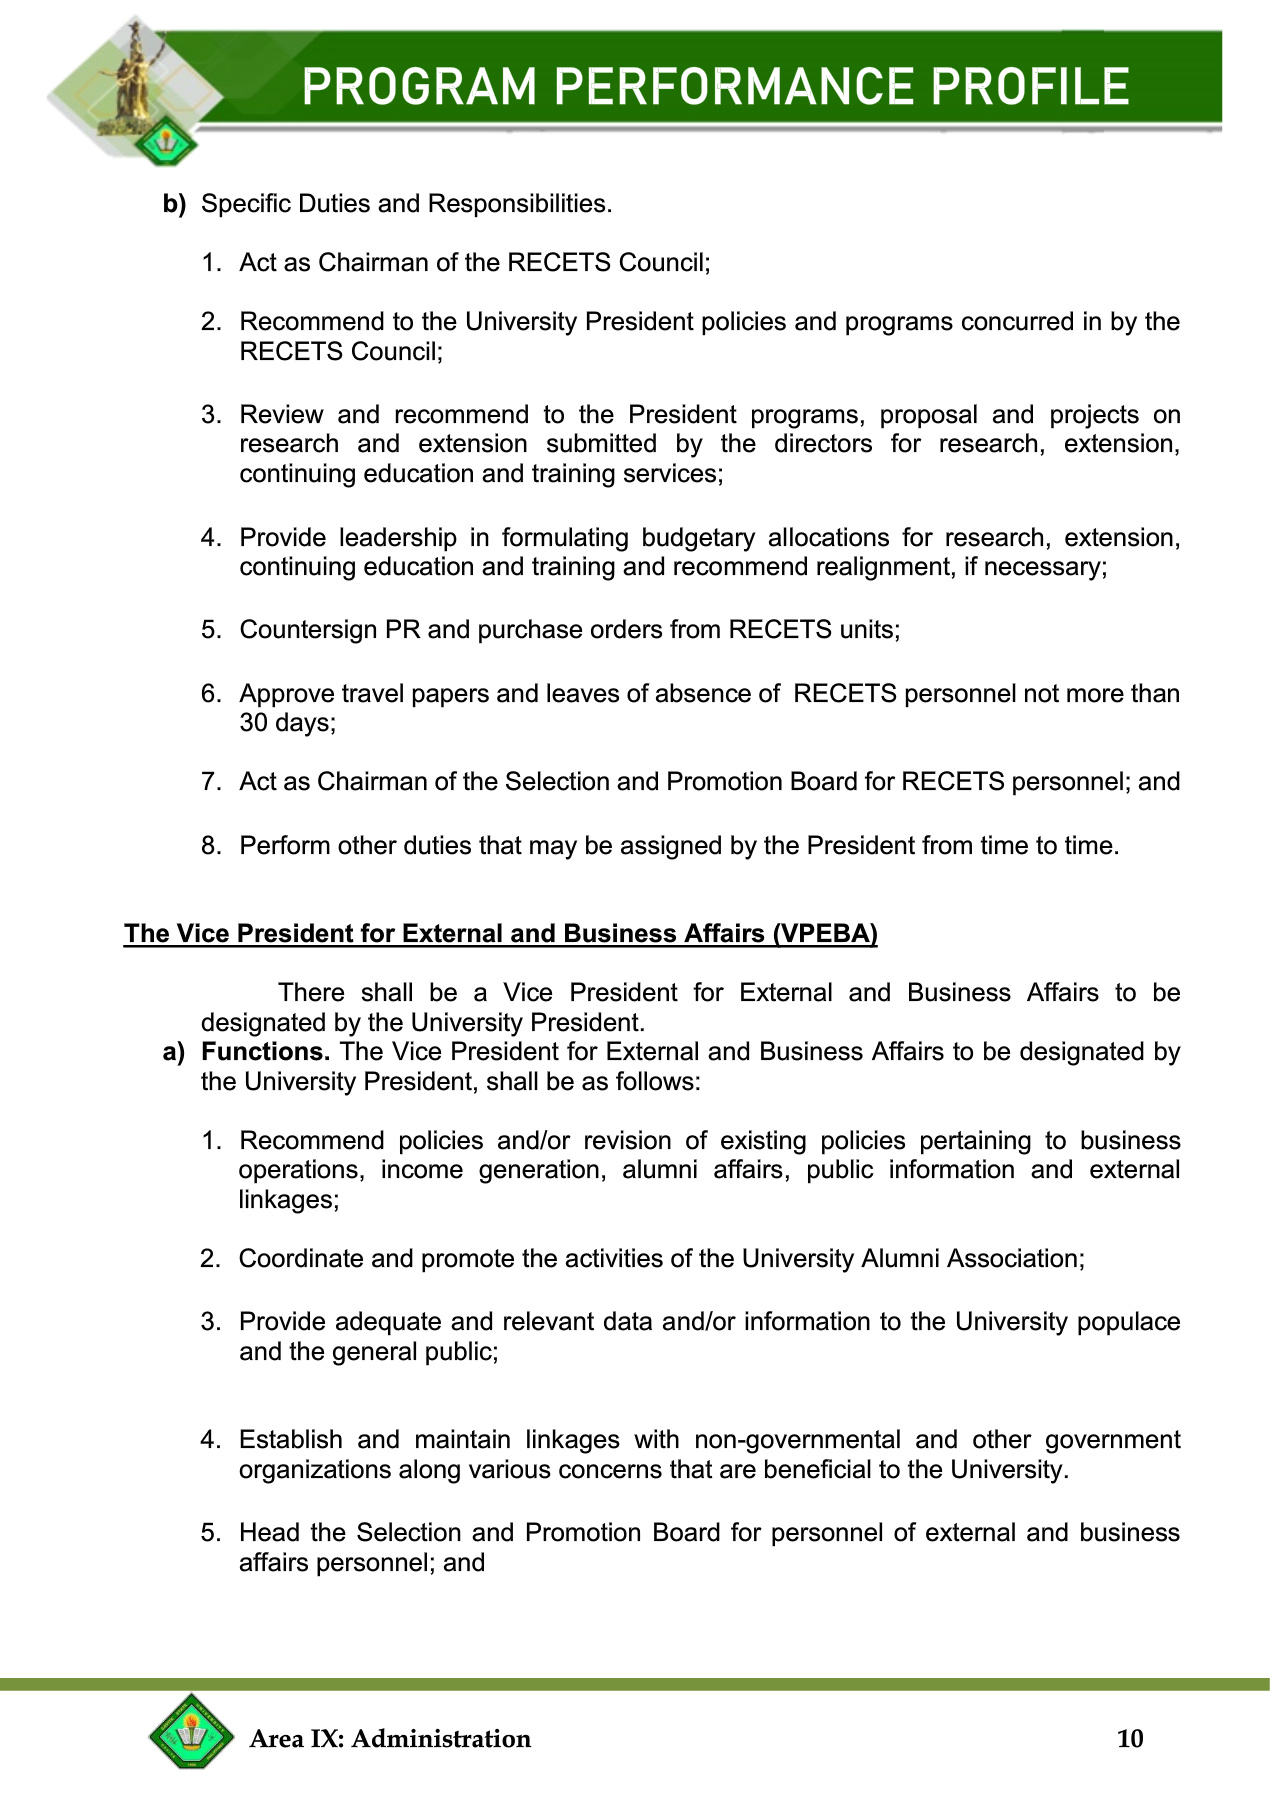 PROGRAM PERFORMANCE PROFILE
b) Specific Duties and Responsibilities.
1. Act as Chairman of the RECETS Council;
2. Recommend to the University President policies and programs concurred in by the
RECETS Council;
3. Review and recommend to the President programs, proposal and projects on
research and extension submitted by the directors for research, extension,
continuing education and training services;
4. Provide leadership in formulating budgetary allocations for research, extension,
continuing education and training and recommend realignment, if necessary;
5. Countersign PR and purchase orders from RECETS units;
6. Approve travel papers and leaves of absence of RECETS personnel not more than
30 days;
7. Act as Chairman of the Selection and Promotion Board for RECETS personnel; and
8. Perform other duties that may be assigned by the President from time to time.
The Vice President for External and Business Affairs (VPEBA)
There shall be a Vice President for External and Business Affairs to be
designated by the University President.
a) Functions. The Vice President for External and Business Affairs to be designated by
the University President, shall be as follows:
1. Recommend policies and/or revision of existing policies pertaining to business
operations, income generation, alumni affairs, public information and external
linkages;
2. Coordinate and promote the activities of the University Alumni Association;
3. Provide adequate and relevant data and/or information to the University populace
and the general public;
4. Establish and maintain linkages with non-governmental and other government
organizations along various concerns that are beneficial to the University.
5. Head the Selection and Promotion Board for personnel of external and business
affairs personnel; and
Area IX: Administration 10